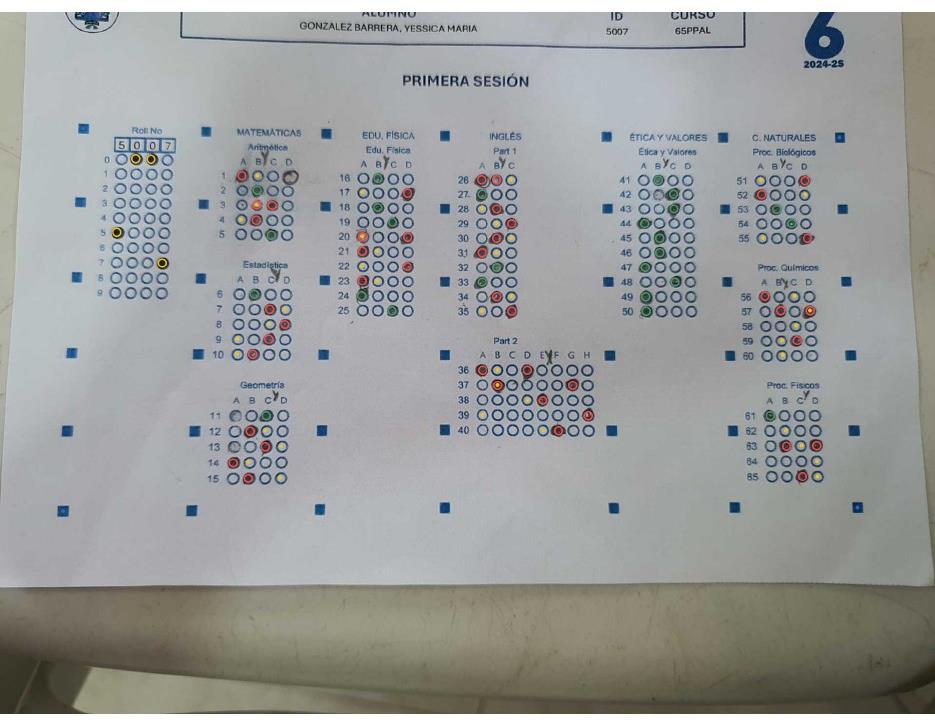 ALUMNO ID CURSO
GONZALEZ BARRERA, YESSICA MARIA 5007 65PPAL
6
2024-25
PRIMERA SESIÓN
Roll No MATEMÁTICAS EDU. FÍSICA INGLÉS ÉTICA Y VALORES C. NATURALES
5 0 0 7 Aritmética Edu. Física Part 1 Ética y Valores Proc. Biológicos
A B C D A B C D A B C A B C D A B C D
0 1 16 26 41 51
1 2 17 27 42 52
2 3 18 28 43 53
3 4 19 29 44 54
4 5 20 30 45 55
5 21 31 46
6 Estadística 22 32 47 Proc. Químicos
7 A B C D 23 33 48 A B C D
8 6 24 34 49 56
9 7 25 35 50 57
8 58
9 Part 2 59
10 A B C D E F G H 60
Geometría 36 Proc. Físicos
A B C D 37 A B C D
11 38 61
12 39 62
13 40 63
14 64
15 65